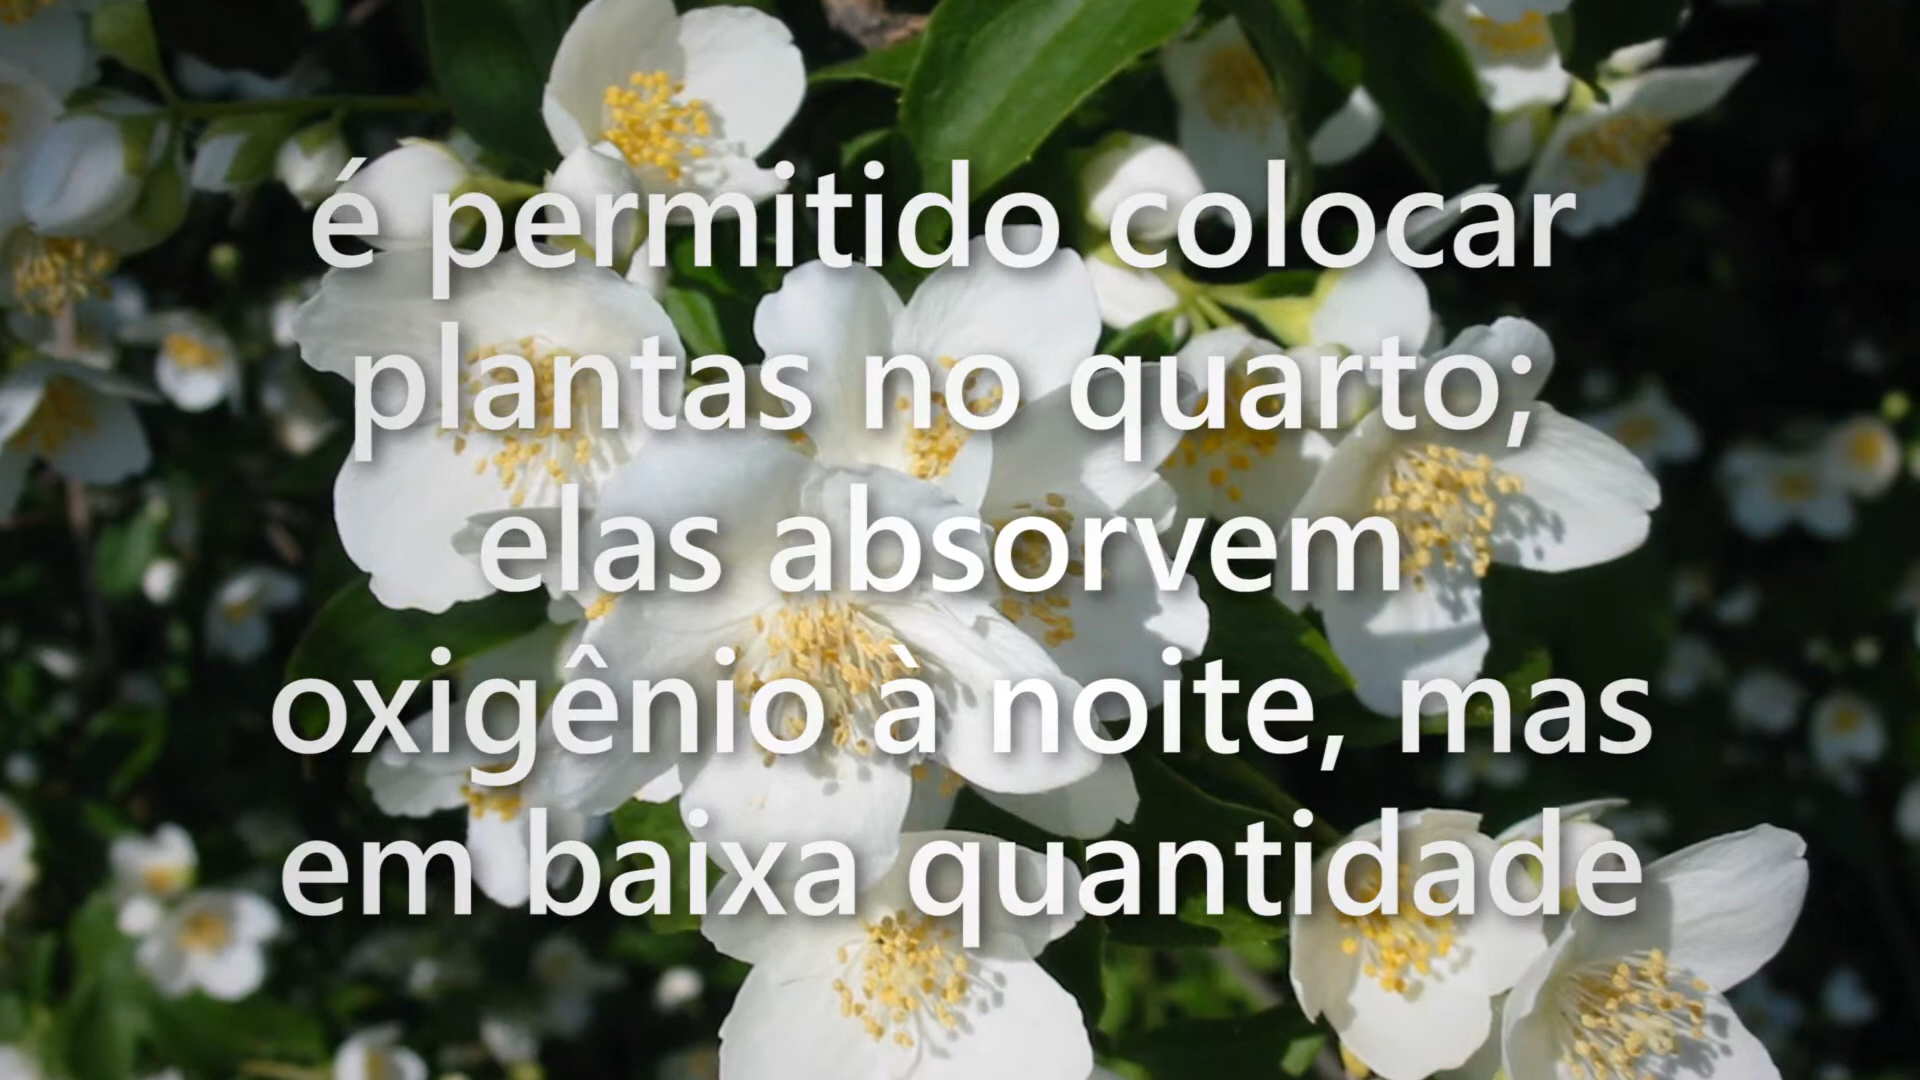 é permitido colocar
plantas no quarto;
elas absorvem
oxigênio à noite, mas
em baixa quantidade